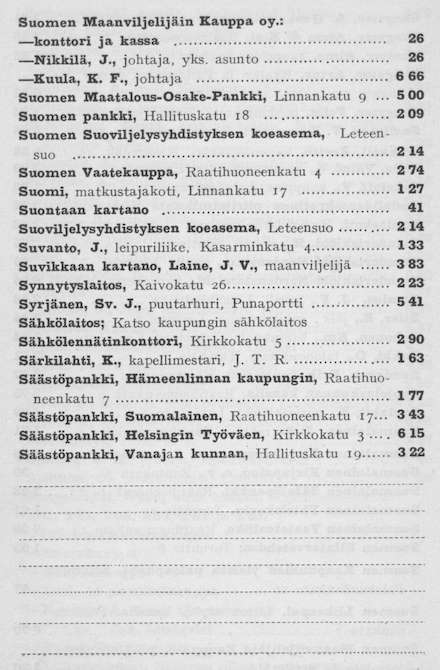 Suomen Maanviljelijäin Kauppa oy.:
—konttori ja kassa .......... 26
—Nikkilä, J., johtaja, yks. asunto .......... 26
—Kuula, K. F., johtaja .......... 6 66
Suomen Maatalous-Osake-Pankki, Linnankatu 9 ... 5 00
Suomen pankki, Hallituskatu 18 .......... 2 09
Suomen Suoviljelysyhdistyksen koeasema, Leteen-
suo .......... 2 14
Suomen Vaatekauppa, Raatihuoneenkatu 4 .......... 2 74
Suomi, matkustajakoti, Linnankatu 17 .......... 1 27
Suontaan kartano .......... 41
Suoviljelysyhdistyksen koeasema, Leteensuo ....... 2 14
Suvanto, J., leipuriliike, Kasarminkatu 4.......... 1 33
Suvikkaan kartano, Laine, J. V., maanviljelijä ...... 3 83
Synnytyslaitos, Kaivokatu 26.......... 2 23
Syrjänen, Sv. J., puutarhuri, Punaportti .......... 5 41
Sähkölaitos; Katso kaupungin sähkölaitos
Sähkölennätinkonttori, Kirkkokatu 5 .......... 2 90
Särkilahti, K., kapellimestari, J. T. R. .......... 1 63
Säästöpankki, Hämeenlinnan kaupungin, Raatihuo-
neenkatu 7 .......... 1 77
Säästöpankki, Suomalainen, Raatihuoneenkatu 17... 3 43
Säästöpankki, Helsingin Työväen, Kirkkokatu 3 .... 6 15
Säästöpankki, Vanajan kunnan, Hallituskatu 19...... 3 22